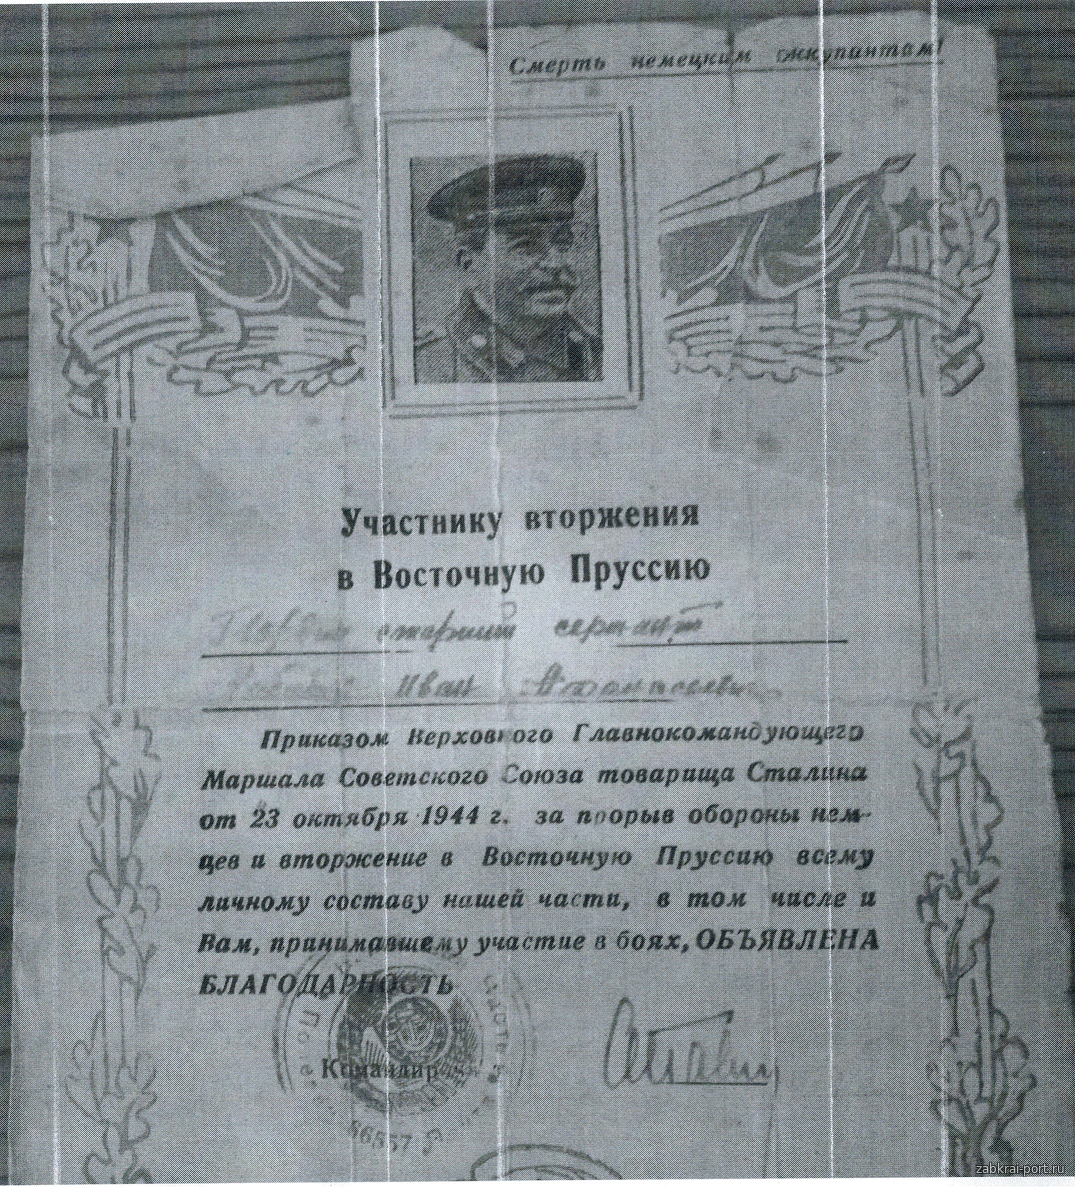 Смерть немецким оккупантам!
Участнику вторжения
в Восточную Пруссию
Гвардии старший сержант
Иван Афанасьевич
Приказом Верховного Главнокомандующего
Маршала Советского Союза товарища Сталина
от 23 октября 1944 г. за прорыв обороны нем-
цев и вторжение в Восточную Пруссию всему
личному составу нашей части, в том числе и
Вам, принимавшему участие в боях, ОБЪЯВЛЕНА
БЛАГОДАРНОСТЬ
Командир
zabkrai-port.ru